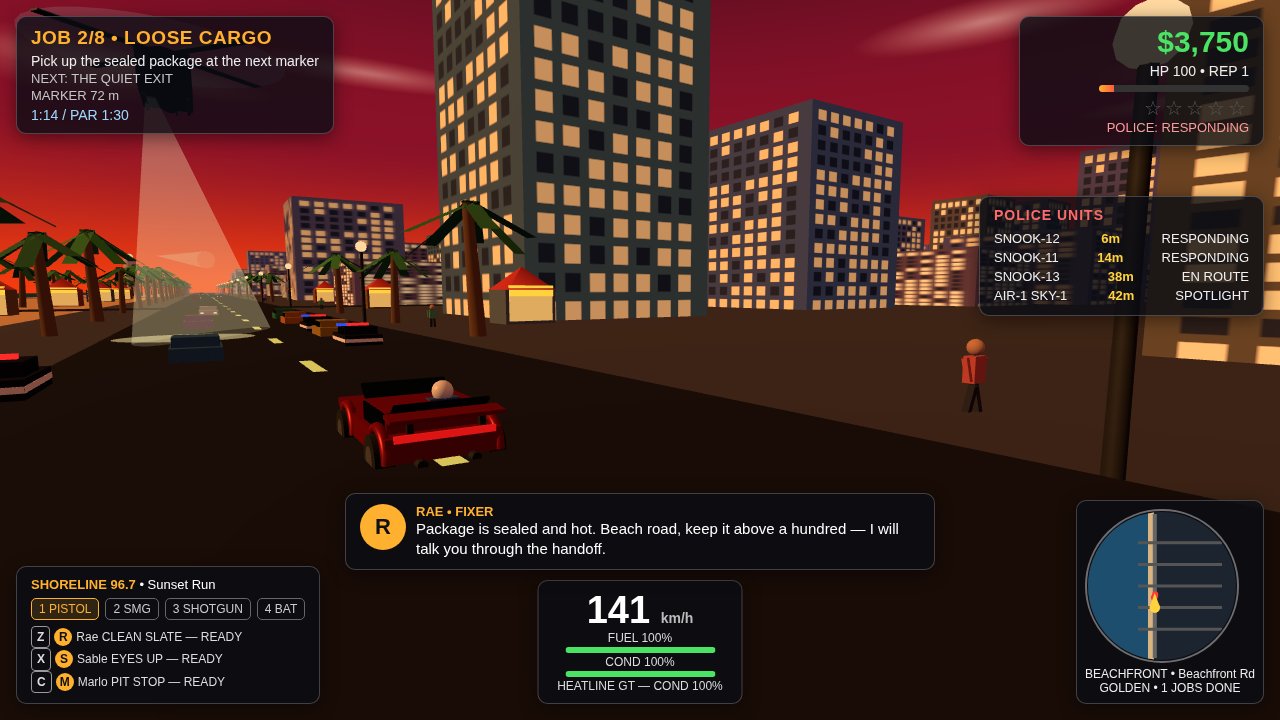 JOB 2/8 • LOOSE CARGO
Pick up the sealed package at the next marker
NEXT: THE QUIET EXIT
MARKER 72 m
1:14 / PAR 1:30
$3,750
HP 100 • REP 1
☆☆☆☆☆
POLICE: RESPONDING
POLICE UNITS
SNOOK-12 6m RESPONDING
SNOOK-11 14m RESPONDING
SNOOK-13 38m EN ROUTE
AIR-1 SKY-1 42m SPOTLIGHT
R
RAE • FIXER
Package is sealed and hot. Beach road, keep it above a hundred — I will
talk you through the handoff.
SHORELINE 96.7 • Sunset Run
1 PISTOL 2 SMG 3 SHOTGUN 4 BAT
Z R Rae CLEAN SLATE — READY
X S Sable EYES UP — READY
C M Marlo PIT STOP — READY
141 km/h
FUEL 100%
COND 100%
HEATLINE GT — COND 100%
BEACHFRONT • Beachfront Rd
GOLDEN • 1 JOBS DONE